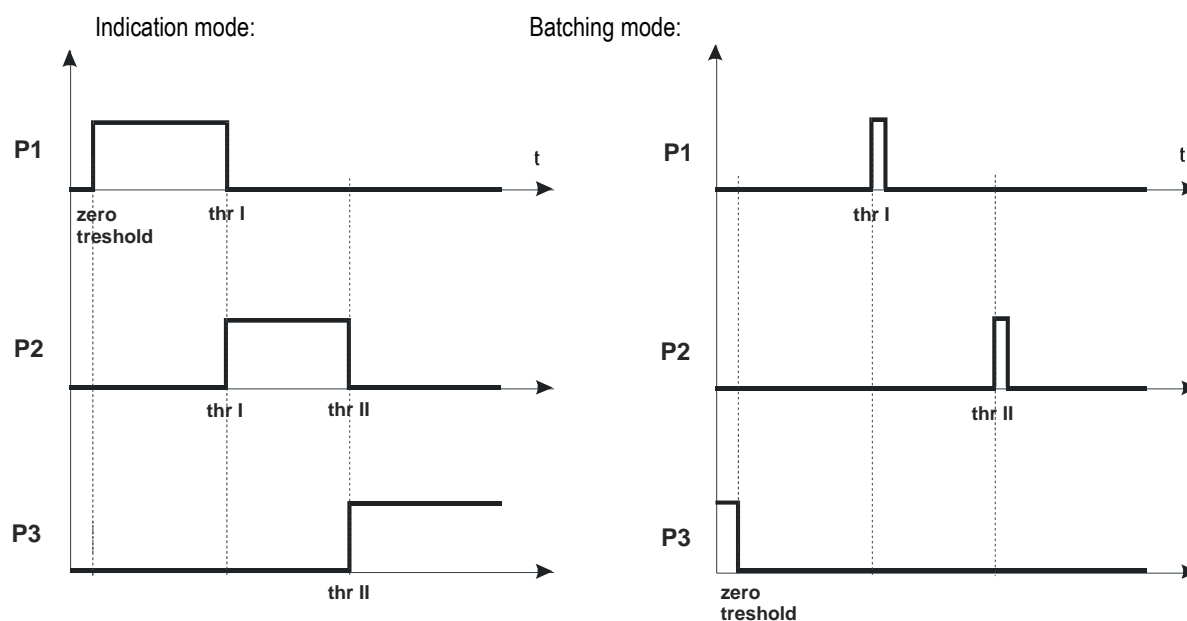 Indication mode:
Batching mode:
P1
t
zero
treshold
thr I
P2
thr I
thr II
P3
thr II
P1
t
thr I
P2
thr II
P3
zero
treshold